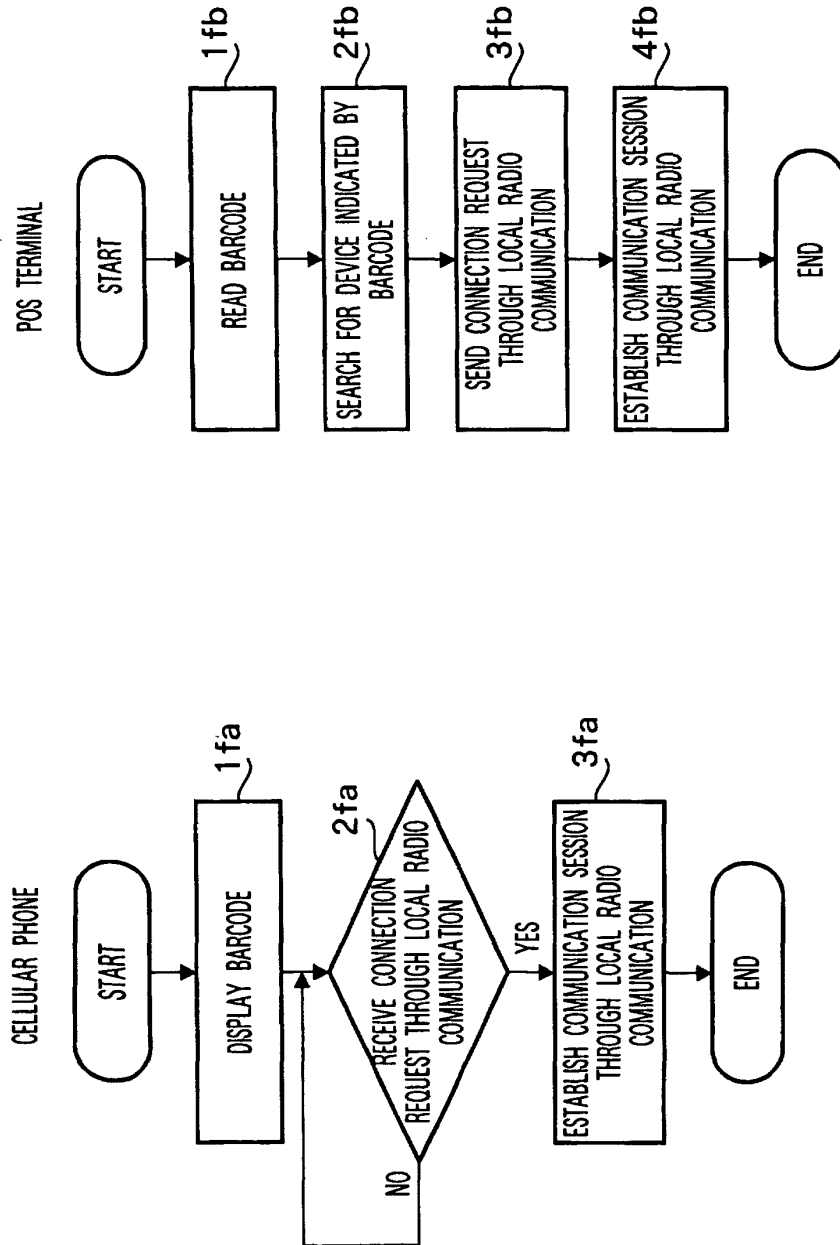 CELLULAR PHONE
START
DISPLAY BARCODE
1fa
RECEIVE CONNECTION
REQUEST THROUGH LOCAL RADIO
COMMUNICATION
2fa
NO
YES
ESTABLISH COMMUNICATION SESSION
THROUGH LOCAL RADIO
COMMUNICATION
3fa
END
POS TERMINAL
START
READ BARCODE
1fb
SEARCH FOR DEVICE INDICATED BY
BARCODE
2fb
SEND CONNECTION REQUEST
THROUGH LOCAL RADIO
COMMUNICATION
3fb
ESTABLISH COMMUNICATION SESSION
THROUGH LOCAL RADIO
COMMUNICATION
4fb
END